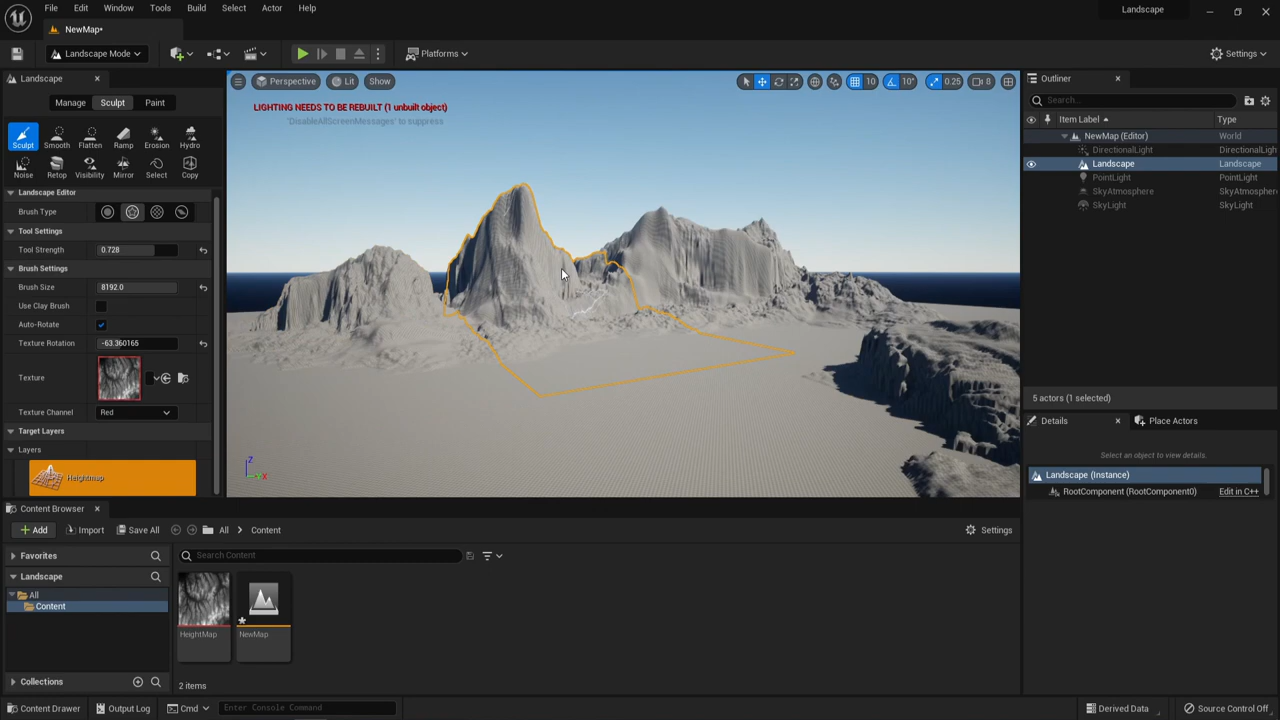 File Edit Window Tools Build Select Actor Help
Landscape
NewMap*
Landscape Mode
Platforms
Settings
Landscape
Manage Sculpt Paint
Sculpt Smooth Flatten Ramp Erosion Hydro
Noise Retop Visibility Mirror Select Copy
Landscape Editor
Brush Type
Tool Settings
Tool Strength 0.728
Brush Settings
Brush Size 8192.0
Use Clay Brush
Auto-Rotate
Texture Rotation -63.360165
Texture
Texture Channel Red
Target Layers
Layers
Heightmap
Perspective Lit Show
10 10° 0.25 8
LIGHTING NEEDS TO BE REBUILT (1 unbuilt object)
'DisableAllScreenMessages' to suppress
Z
X
Outliner
Search...
Item Label Type
NewMap (Editor) World
DirectionalLight DirectionalLigh
Landscape Landscape
PointLight PointLight
SkyAtmosphere SkyAtmosphere
SkyLight SkyLight
5 actors (1 selected)
Details Place Actors
Select an object to view details.
Landscape (Instance)
RootComponent (RootComponent0) Edit in C++
Content Browser
Add Import Save All All Content Settings
Favorites
Search Content
Landscape
All
Content
Collections
HeightMap NewMap
2 items
Content Drawer Output Log Cmd Enter Console Command Derived Data Source Control Off